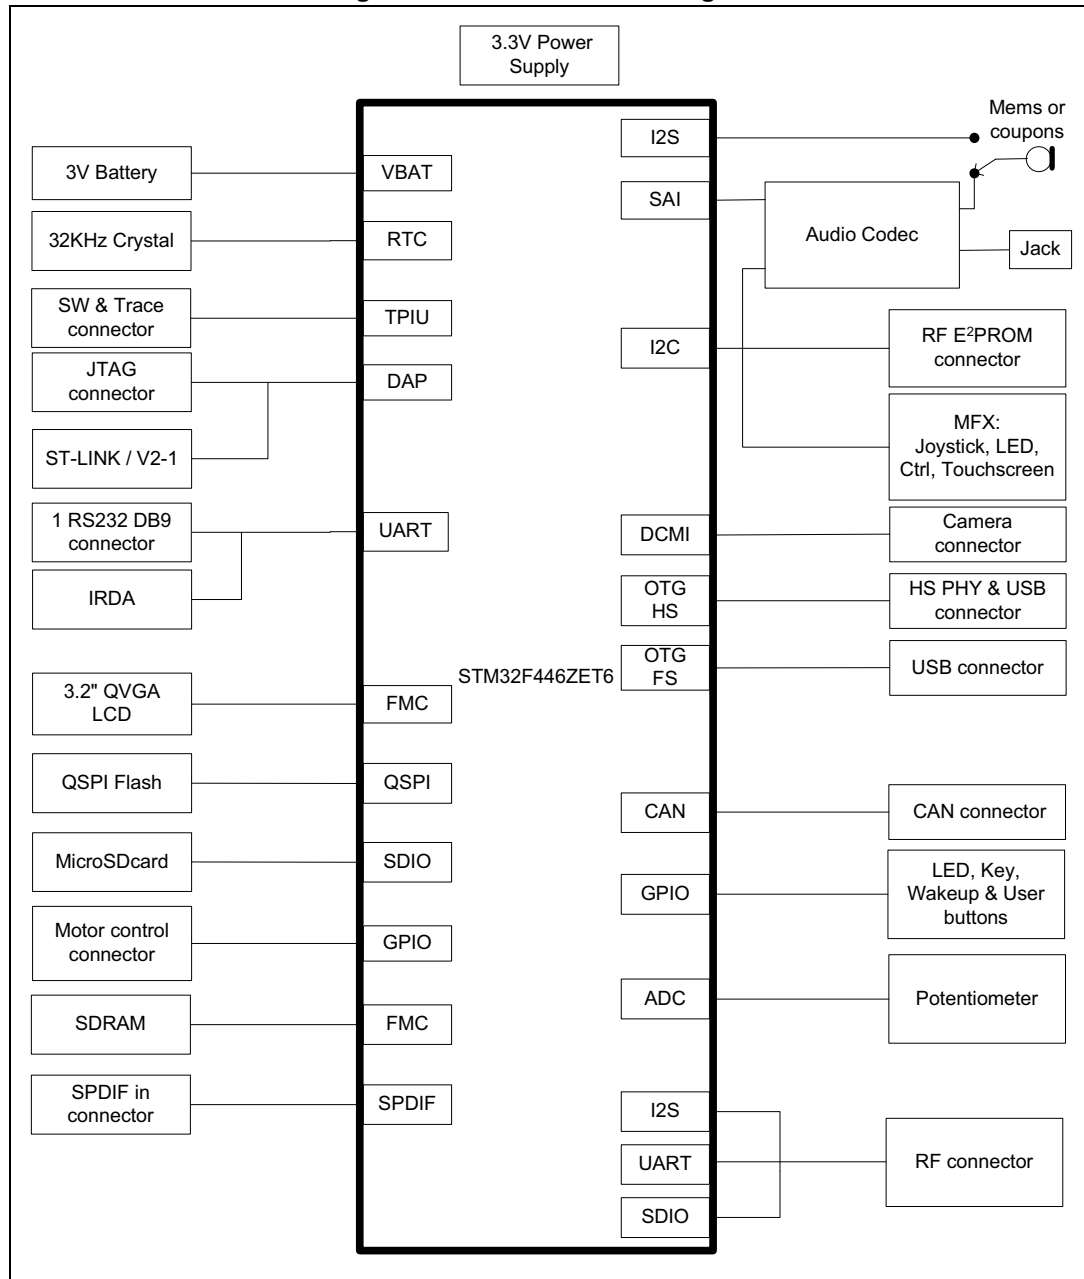 3.3V Power
Supply
3V Battery
VBAT
32KHz Crystal
RTC
SW & Trace
connector
TPIU
JTAG
connector
DAP
ST-LINK / V2-1
1 RS232 DB9
connector
UART
IRDA
3.2" QVGA
LCD
FMC
QSPI Flash
QSPI
MicroSDcard
SDIO
Motor control
connector
GPIO
SDRAM
FMC
SPDIF in
connector
SPDIF
STM32F446ZET6
I2S
Mems or
coupons
SAI
Audio Codec
Jack
I2C
RF E²PROM
connector
MFX:
Joystick, LED,
Ctrl, Touchscreen
DCMI
Camera
connector
OTG
HS
HS PHY & USB
connector
OTG
FS
USB connector
CAN
CAN connector
GPIO
LED, Key,
Wakeup & User
buttons
ADC
Potentiometer
I2S
UART
SDIO
RF connector